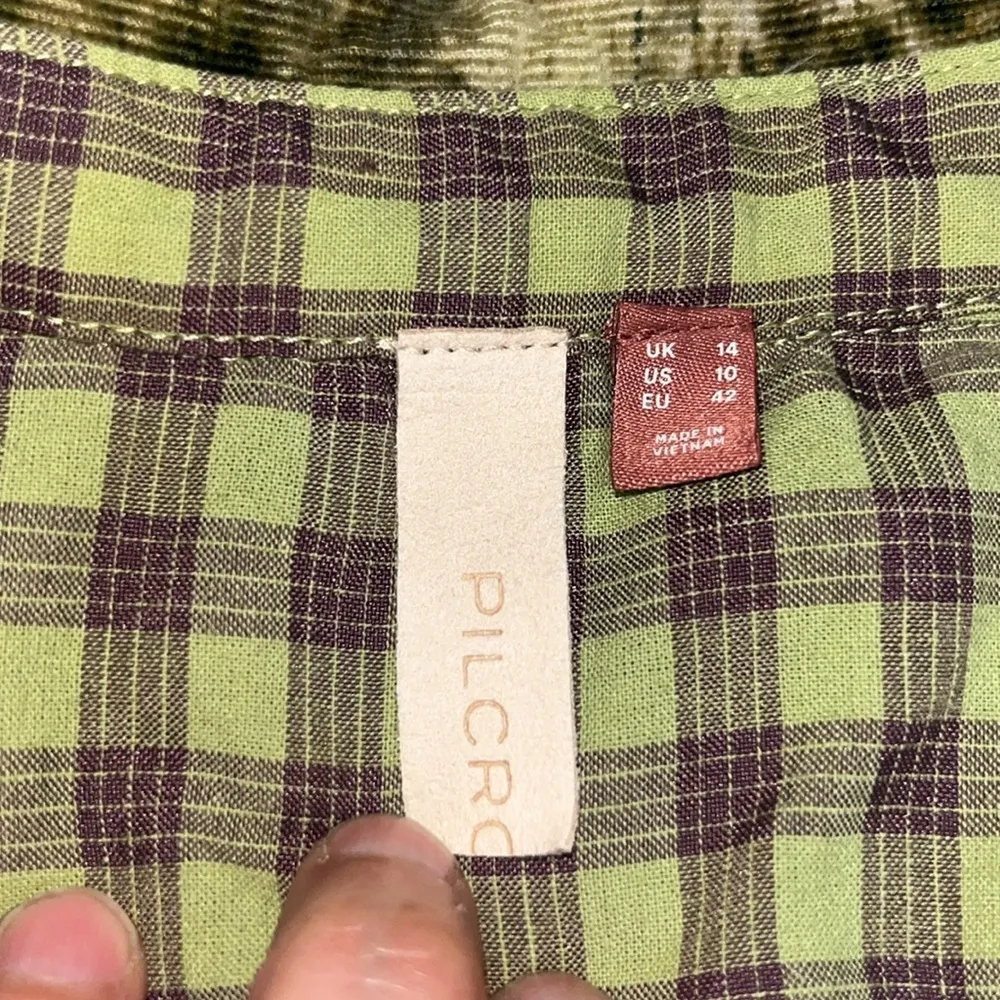 PILCRO
UK 14
US 10
EU 42
MADE IN
VIETNAM